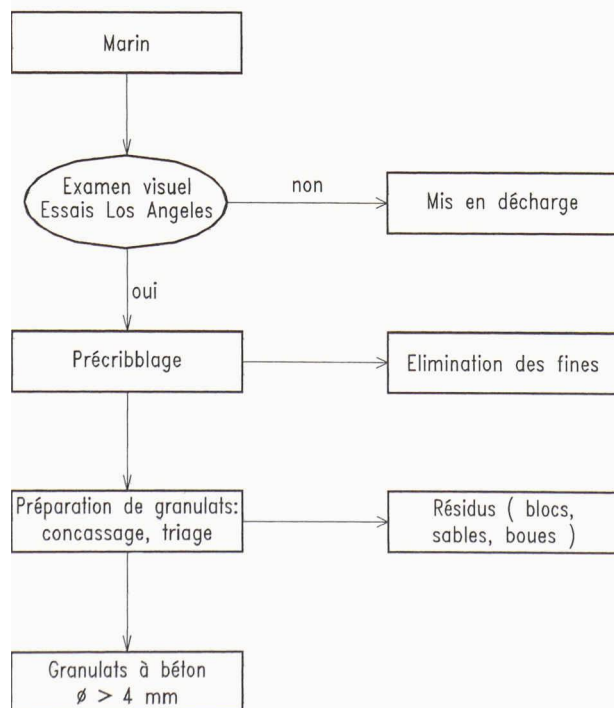 Marin
Examen visuel
Essais Los Angeles
non
Mis en décharge
oui
Précribblage
Elimination des fines
Préparation de granulats:
concassage, triage
Résidus ( blocs,
sables, boues )
Granulats à béton
ø > 4 mm